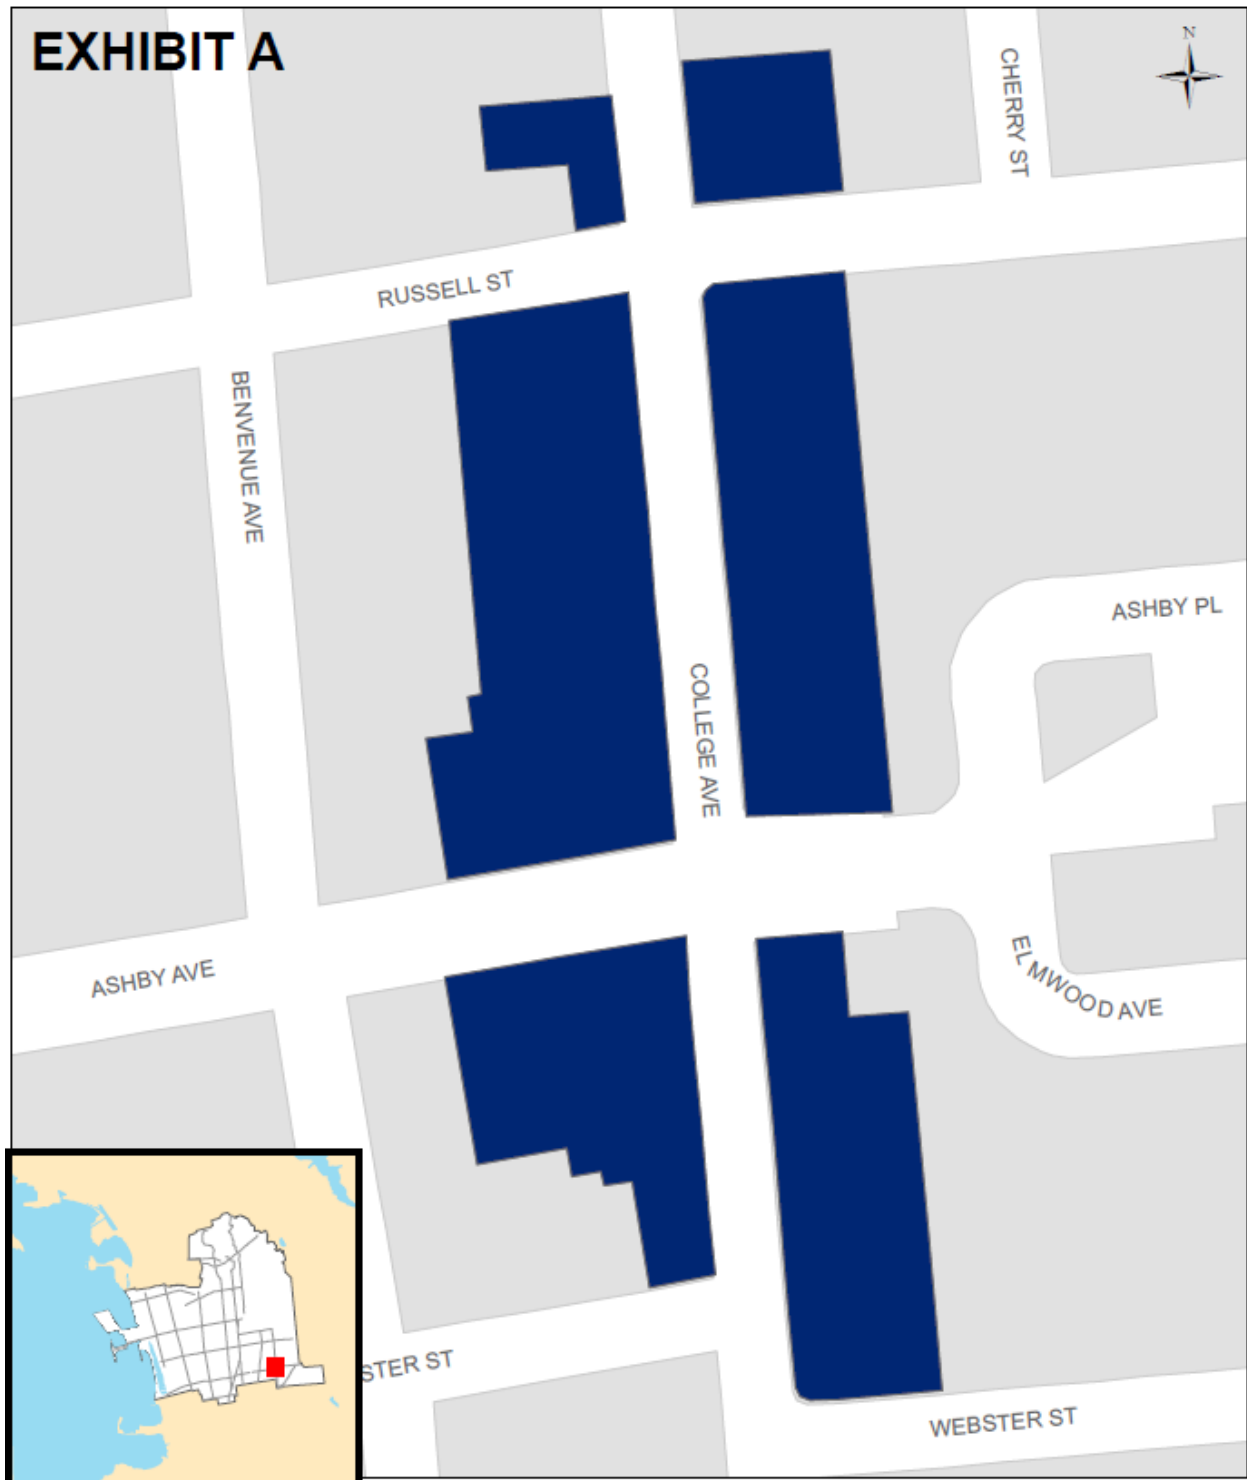 EXHIBIT A
N
CHERRY ST
RUSSELL ST
BENVENUE AVE
ASHBY PL
COLLEGE AVE
ASHBY AVE
ELMWOOD AVE
STER ST
WEBSTER ST